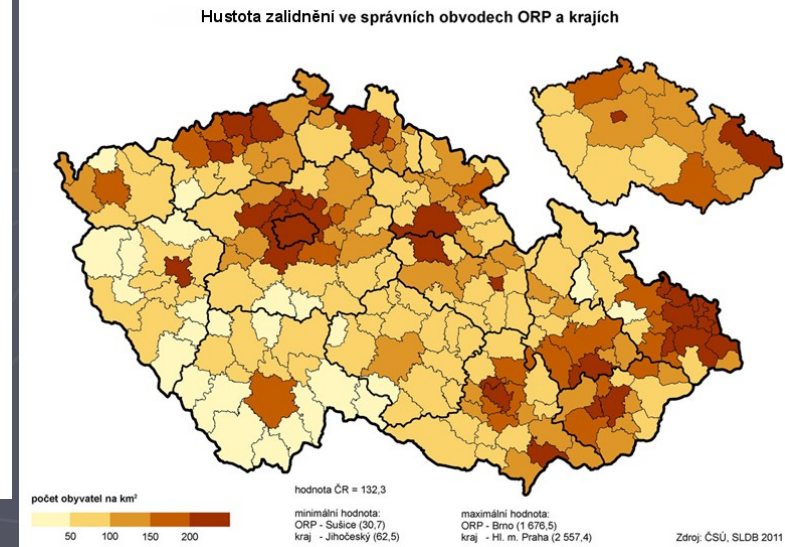 Hustota zalidnění ve správních obvodech ORP a krajích
počet obyvatel na km²
50 100 150 200
hodnota ČR = 132,3
minimální hodnota:
ORP - Sušice (30,7)
kraj - Jihočeský (62,5)
maximální hodnota:
ORP - Brno (1 676,5)
kraj - Hl. m. Praha (2 557,4)
Zdroj: ČSÚ, SLDB 2011